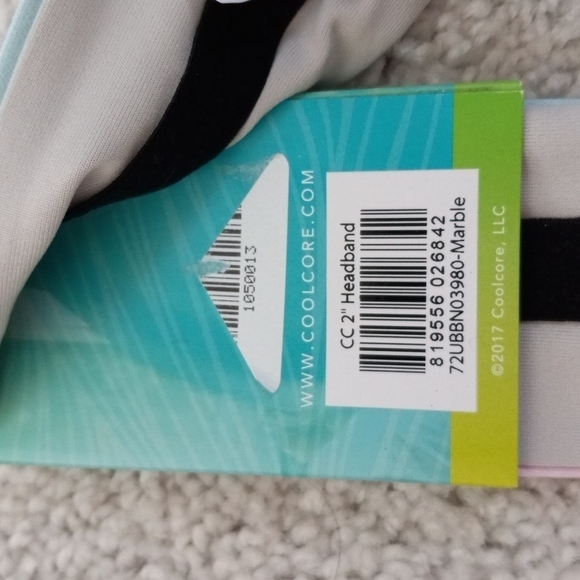 1050013
WWW.COOLCORE.COM
CC 2" Headband
819556 026842
72UBBN03980-Marble
©2017 Coolcore, LLC